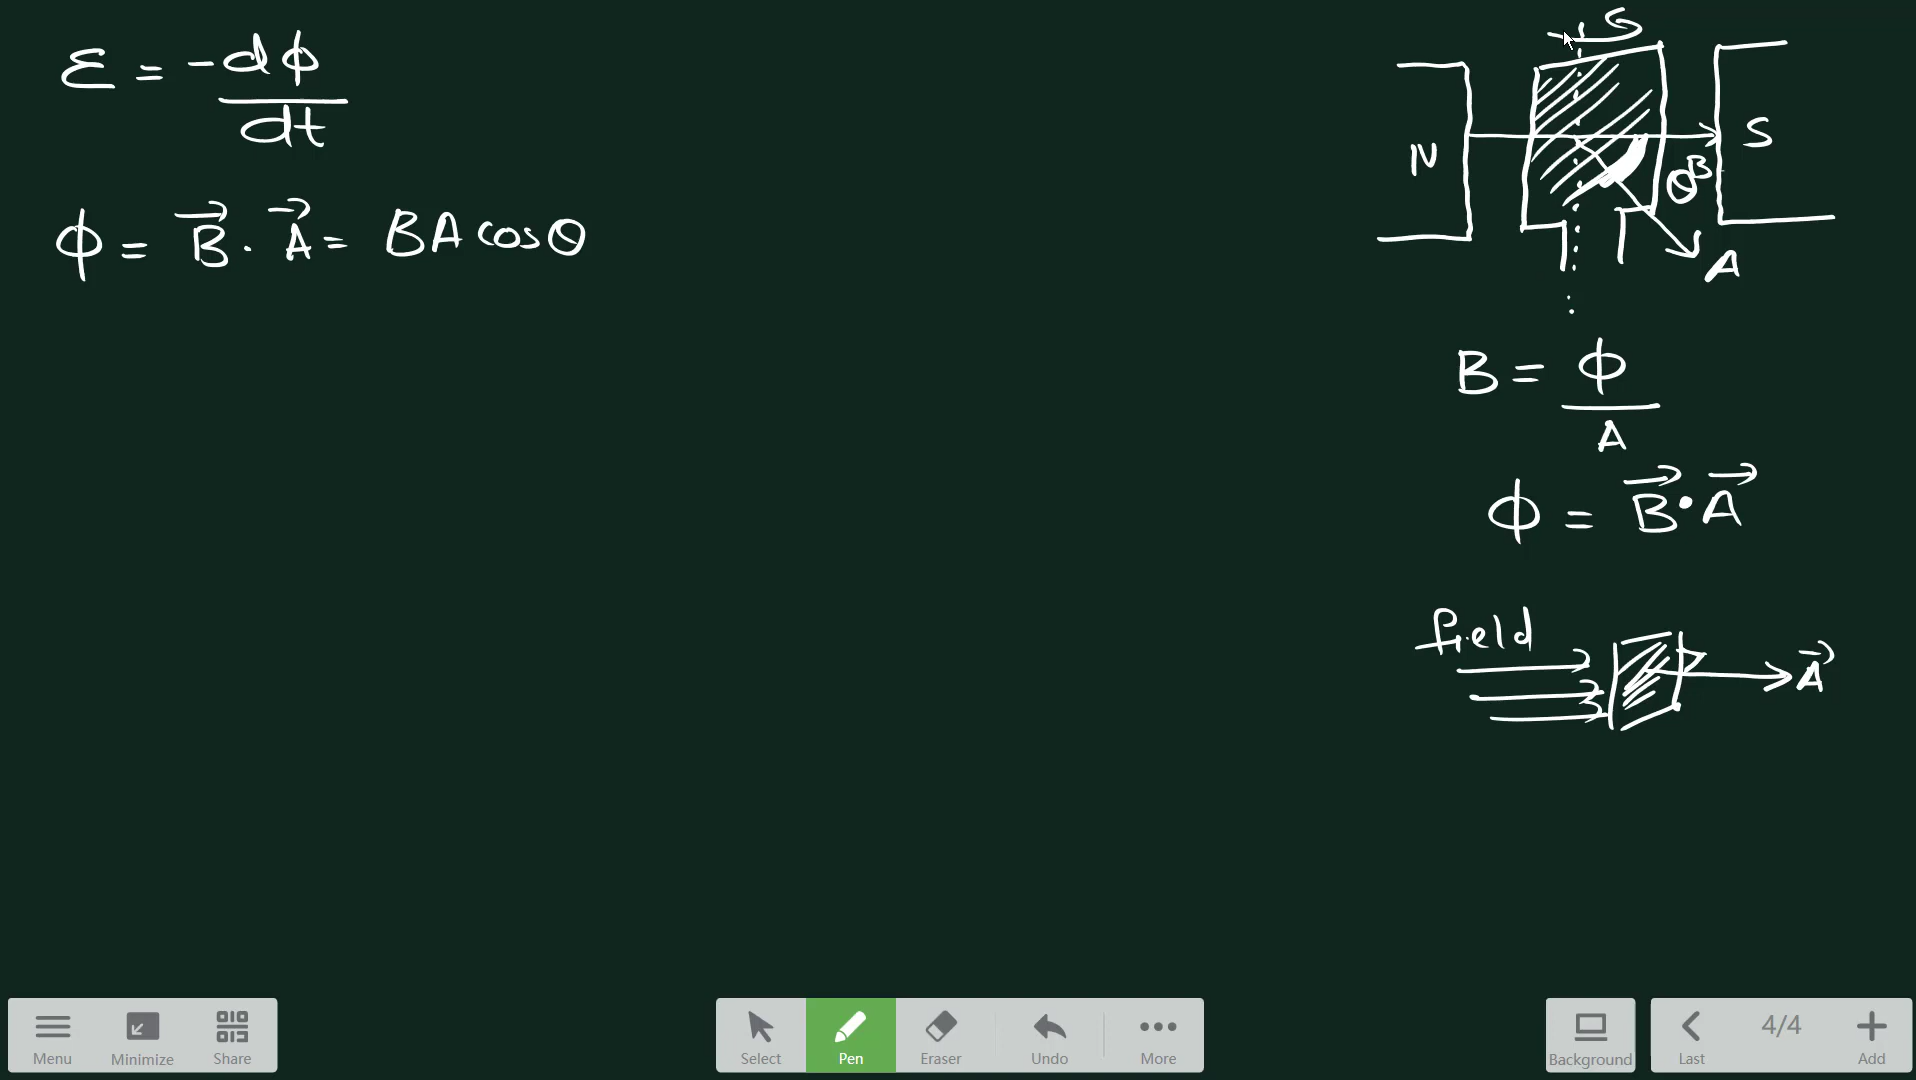 ε = -dϕ/dt
ϕ = B⃗ · A⃗ = BA cosθ
N
S
θ
B
A
B = ϕ/A
ϕ = B⃗ · A⃗
field
A⃗
Menu
Minimize
Share
Select
Pen
Eraser
Undo
More
Background
Last
4/4
Add